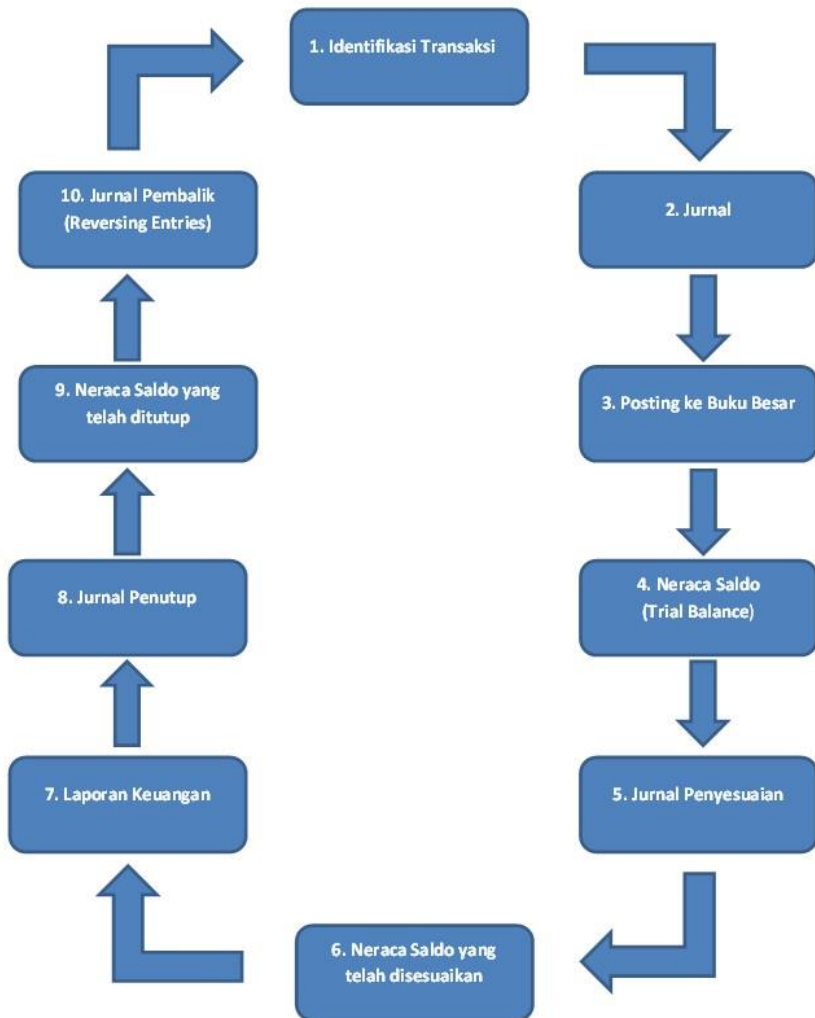 1. Identifikasi Transaksi
2. Jurnal
3. Posting ke Buku Besar
4. Neraca Saldo
(Trial Balance)
5. Jurnal Penyesuaian
6. Neraca Saldo yang
telah disesuaikan
7. Laporan Keuangan
8. Jurnal Penutup
9. Neraca Saldo yang
telah ditutup
10. Jurnal Pembalik
(Reversing Entries)